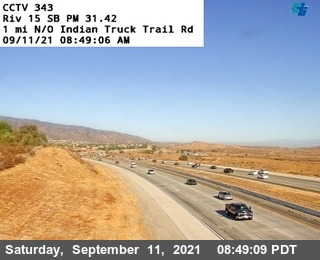 CCTV 343
Riv 15 SB PM 31.42
1 mi N/O Indian Truck Trail Rd
09/11/21 08:49:06 AM
Saturday, September 11, 2021 08:49:09 PDT